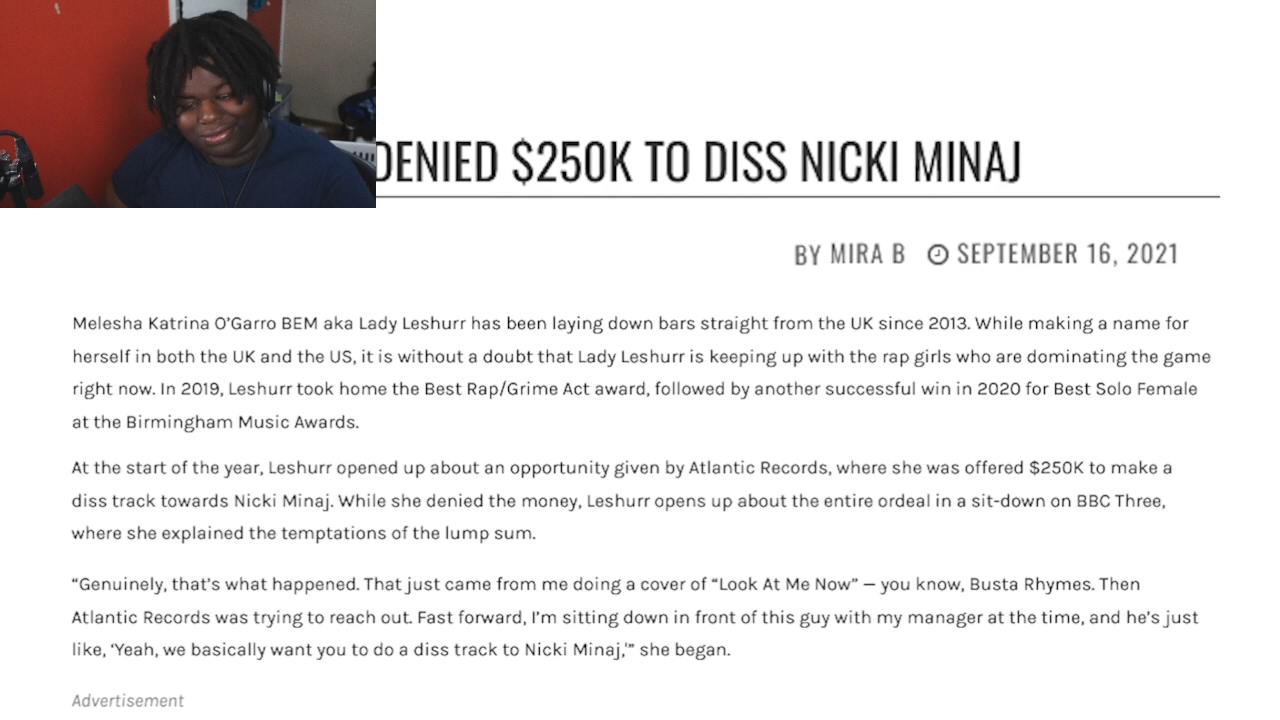 DENIED $250K TO DISS NICKI MINAJ
BY MIRA B SEPTEMBER 16, 2021
Melesha Katrina O’Garro BEM aka Lady Leshurr has been laying down bars straight from the UK since 2013. While making a name for
herself in both the UK and the US, it is without a doubt that Lady Leshurr is keeping up with the rap girls who are dominating the game
right now. In 2019, Leshurr took home the Best Rap/Grime Act award, followed by another successful win in 2020 for Best Solo Female
at the Birmingham Music Awards.
At the start of the year, Leshurr opened up about an opportunity given by Atlantic Records, where she was offered $250K to make a
diss track towards Nicki Minaj. While she denied the money, Leshurr opens up about the entire ordeal in a sit-down on BBC Three,
where she explained the temptations of the lump sum.
“Genuinely, that’s what happened. That just came from me doing a cover of “Look At Me Now” — you know, Busta Rhymes. Then
Atlantic Records was trying to reach out. Fast forward, I’m sitting down in front of this guy with my manager at the time, and he’s just
like, ‘Yeah, we basically want you to do a diss track to Nicki Minaj,'” she began.
Advertisement